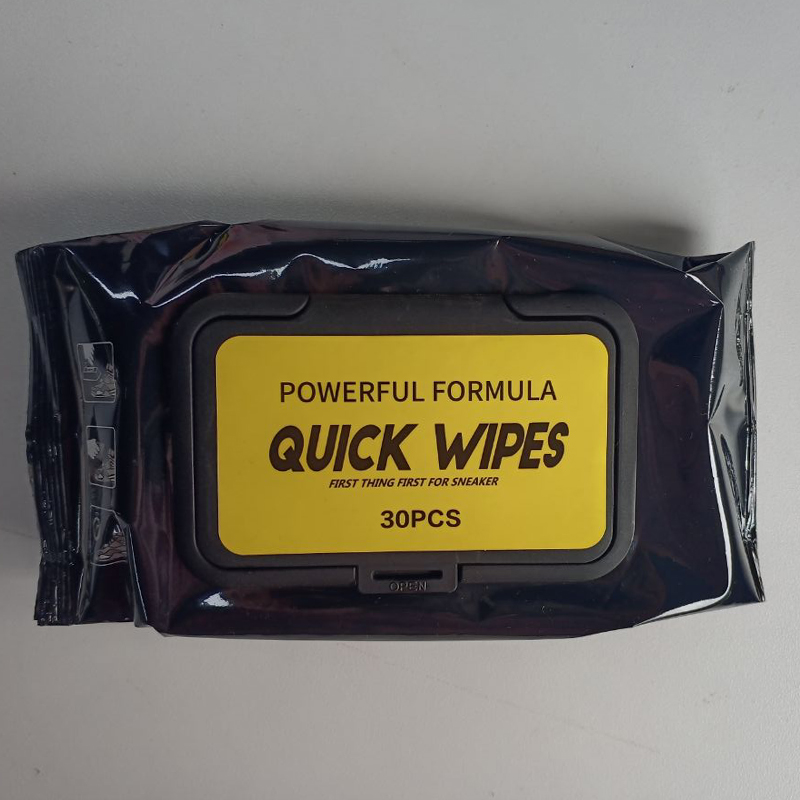 POWERFUL FORMULA
QUICK WIPES
FIRST THING FIRST FOR SNEAKER
30PCS
OPEN